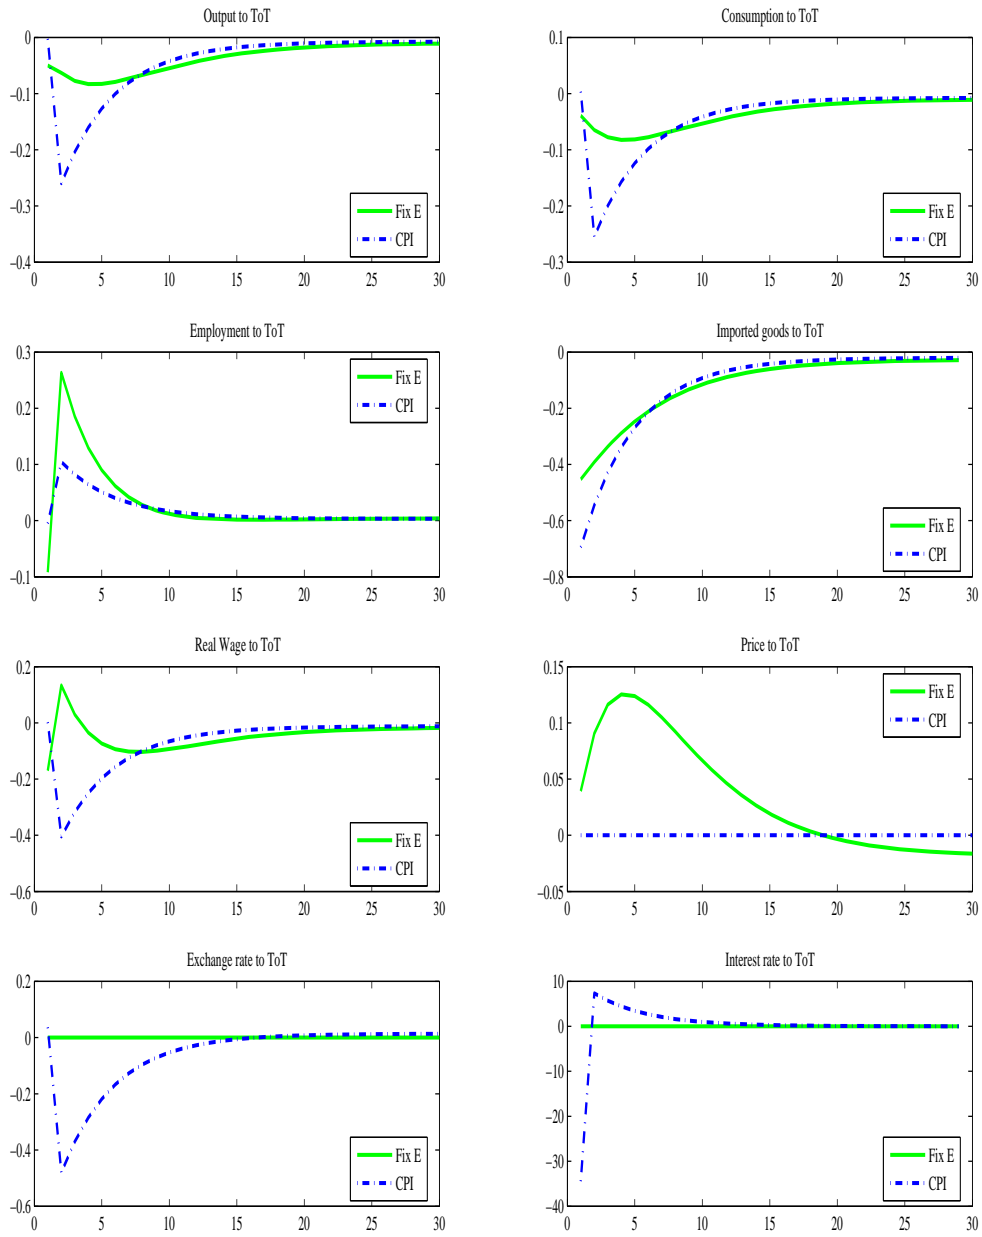 Output to ToT
0
−0.1
−0.2
−0.3
−0.4
0 5 10 15 20 25 30
Fix E
CPI
Consumption to ToT
0.1
0
−0.1
−0.2
−0.3
0 5 10 15 20 25 30
Fix E
CPI
Employment to ToT
0.3
0.2
0.1
0
−0.1
0 5 10 15 20 25 30
Fix E
CPI
Imported goods to ToT
0
−0.2
−0.4
−0.6
−0.8
0 5 10 15 20 25 30
Fix E
CPI
Real Wage to ToT
0.2
0
−0.2
−0.4
−0.6
0 5 10 15 20 25 30
Fix E
CPI
Price to ToT
0.15
0.1
0.05
0
−0.05
0 5 10 15 20 25 30
Fix E
CPI
Exchange rate to ToT
0.2
0
−0.2
−0.4
−0.6
0 5 10 15 20 25 30
Fix E
CPI
Interest rate to ToT
10
0
−10
−20
−30
−40
0 5 10 15 20 25 30
Fix E
CPI